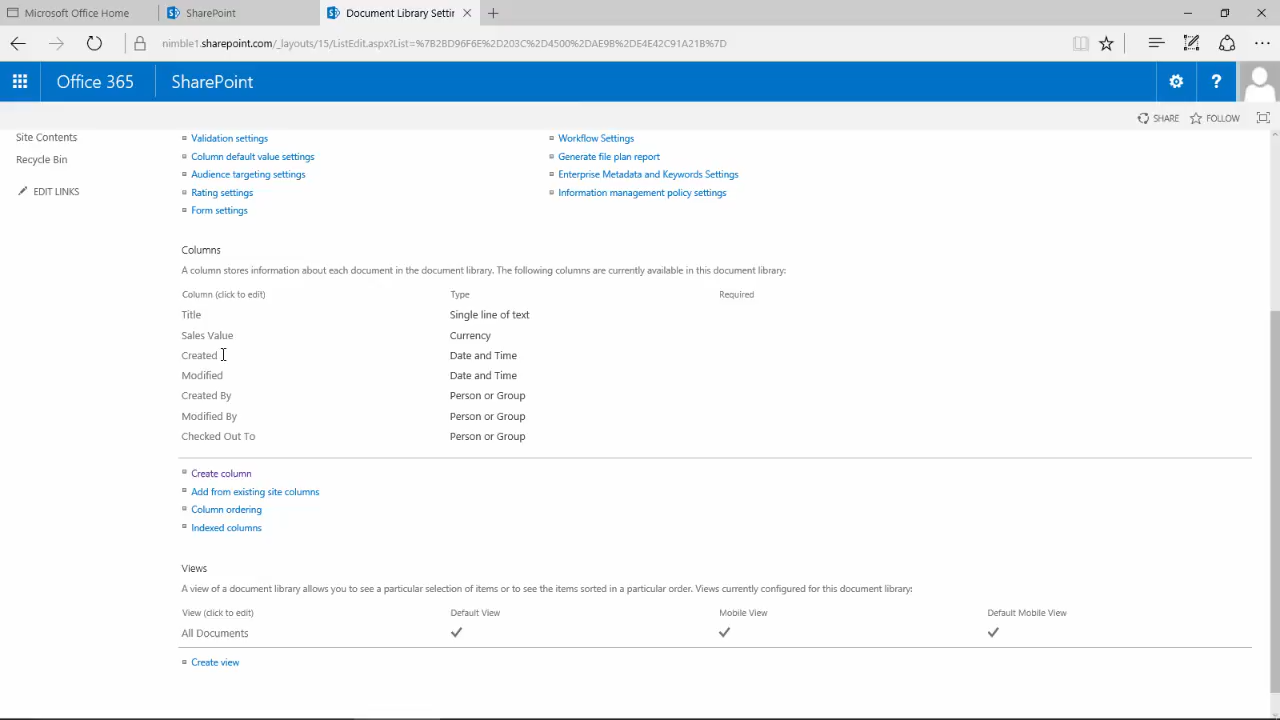 Microsoft Office Home
SharePoint
Document Library Settin
nimble1.sharepoint.com/_layouts/15/ListEdit.aspx?List=%7B2BD96F6E%2D203C%2D4500%2DAE9B%2DE4E42C91A21B%7D
Office 365
SharePoint
?
SHARE
FOLLOW
Site Contents
Recycle Bin
EDIT LINKS
Validation settings
Workflow Settings
Column default value settings
Generate file plan report
Audience targeting settings
Enterprise Metadata and Keywords Settings
Rating settings
Information management policy settings
Form settings
Columns
A column stores information about each document in the document library. The following columns are currently available in this document library:
Column (click to edit) Type Required
Title Single line of text
Sales Value Currency
Created Date and Time
Modified Date and Time
Created By Person or Group
Modified By Person or Group
Checked Out To Person or Group
Create column
Add from existing site columns
Column ordering
Indexed columns
Views
A view of a document library allows you to see a particular selection of items or to see the items sorted in a particular order. Views currently configured for this document library:
View (click to edit) Default View Mobile View Default Mobile View
All Documents
Create view